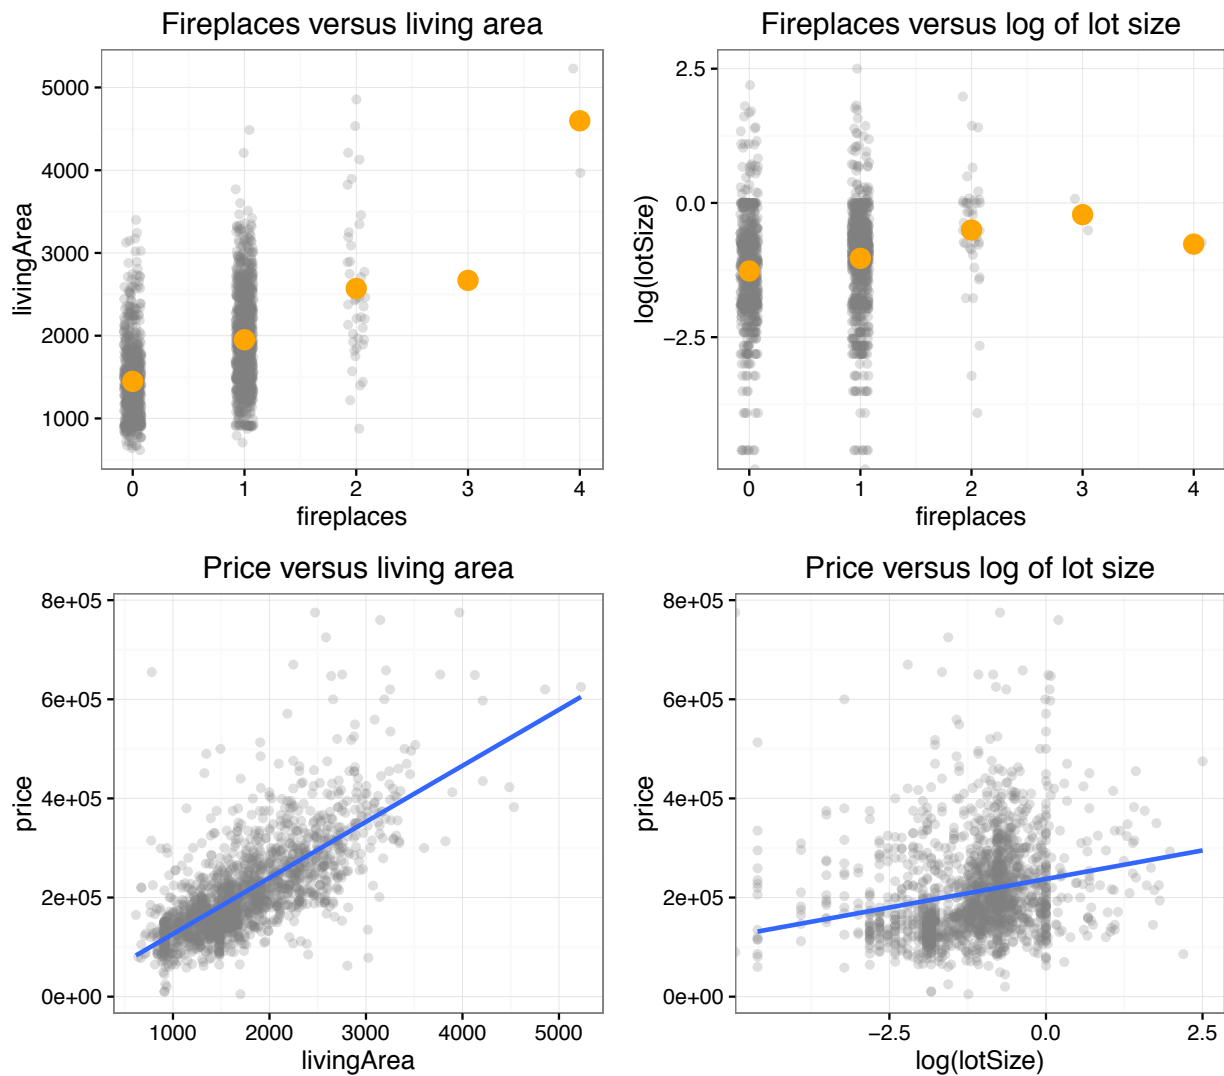 Fireplaces versus living area
5000
4000
3000
2000
1000
livingArea
0 1 2 3 4
fireplaces
Fireplaces versus log of lot size
2.5
0.0
−2.5
log(lotSize)
0 1 2 3 4
fireplaces
Price versus living area
8e+05
6e+05
4e+05
2e+05
0e+00
price
1000 2000 3000 4000 5000
livingArea
Price versus log of lot size
8e+05
6e+05
4e+05
2e+05
0e+00
price
−2.5 0.0 2.5
log(lotSize)